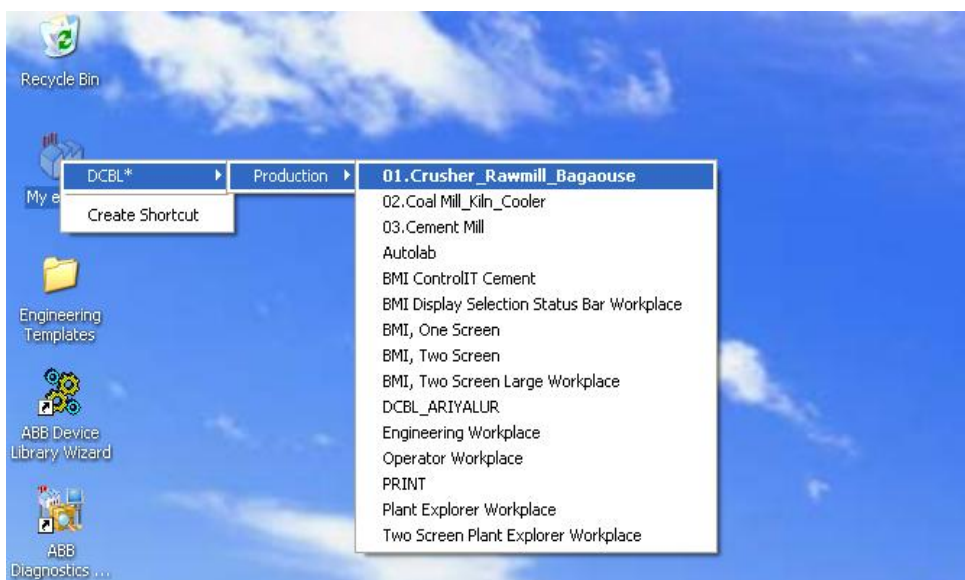 Recycle Bin
My e
DCBL*
Create Shortcut
Production
01.Crusher_Rawmill_Bagaouse
02.Coal Mill_Kiln_Cooler
03.Cement Mill
Autolab
BMI ControlIT Cement
BMI Display Selection Status Bar Workplace
BMI, One Screen
BMI, Two Screen
BMI, Two Screen Large Workplace
DCBL_ARIYALUR
Engineering Workplace
Operator Workplace
PRINT
Plant Explorer Workplace
Two Screen Plant Explorer Workplace
Engineering
Templates
ABB Device
Library Wizard
ABB
Diagnostics ...